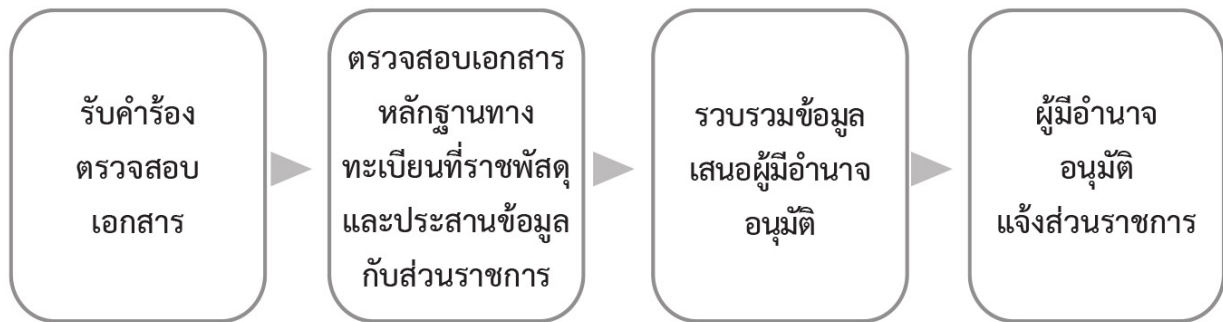 รับคำร้อง
ตรวจสอบ
เอกสาร
ตรวจสอบเอกสาร
หลักฐานทาง
ทะเบียนที่ราชพัสดุ
และประสานข้อมูล
กับส่วนราชการ
รวบรวมข้อมูล
เสนอผู้มีอำนาจ
อนุมัติ
ผู้มีอำนาจ
อนุมัติ
แจ้งส่วนราชการ